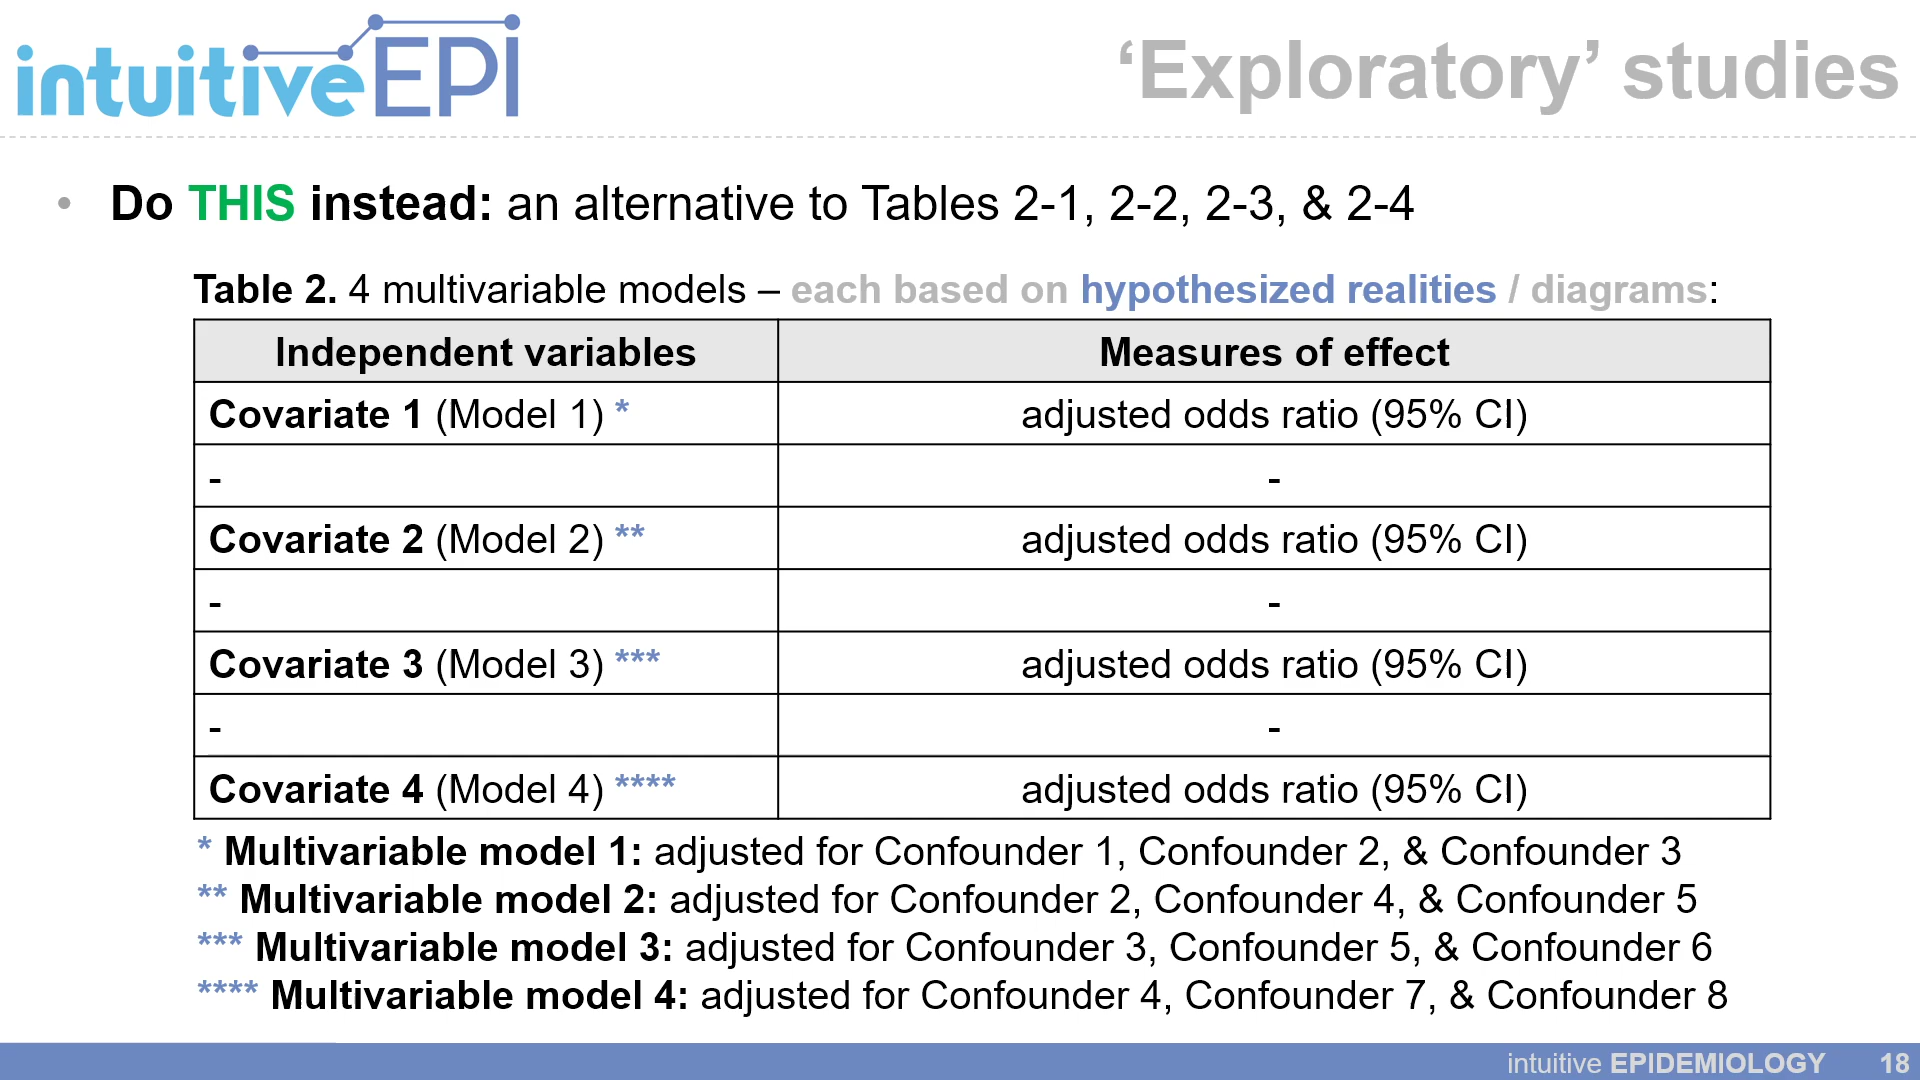 intuitiveEPI
‘Exploratory’ studies
• Do THIS instead: an alternative to Tables 2-1, 2-2, 2-3, & 2-4
Table 2. 4 multivariable models – each based on hypothesized realities / diagrams:
Independent variables Measures of effect
Covariate 1 (Model 1) * adjusted odds ratio (95% CI)
- -
Covariate 2 (Model 2) ** adjusted odds ratio (95% CI)
- -
Covariate 3 (Model 3) *** adjusted odds ratio (95% CI)
- -
Covariate 4 (Model 4) **** adjusted odds ratio (95% CI)
* Multivariable model 1: adjusted for Confounder 1, Confounder 2, & Confounder 3
** Multivariable model 2: adjusted for Confounder 2, Confounder 4, & Confounder 5
*** Multivariable model 3: adjusted for Confounder 3, Confounder 5, & Confounder 6
**** Multivariable model 4: adjusted for Confounder 4, Confounder 7, & Confounder 8
intuitive EPIDEMIOLOGY 18